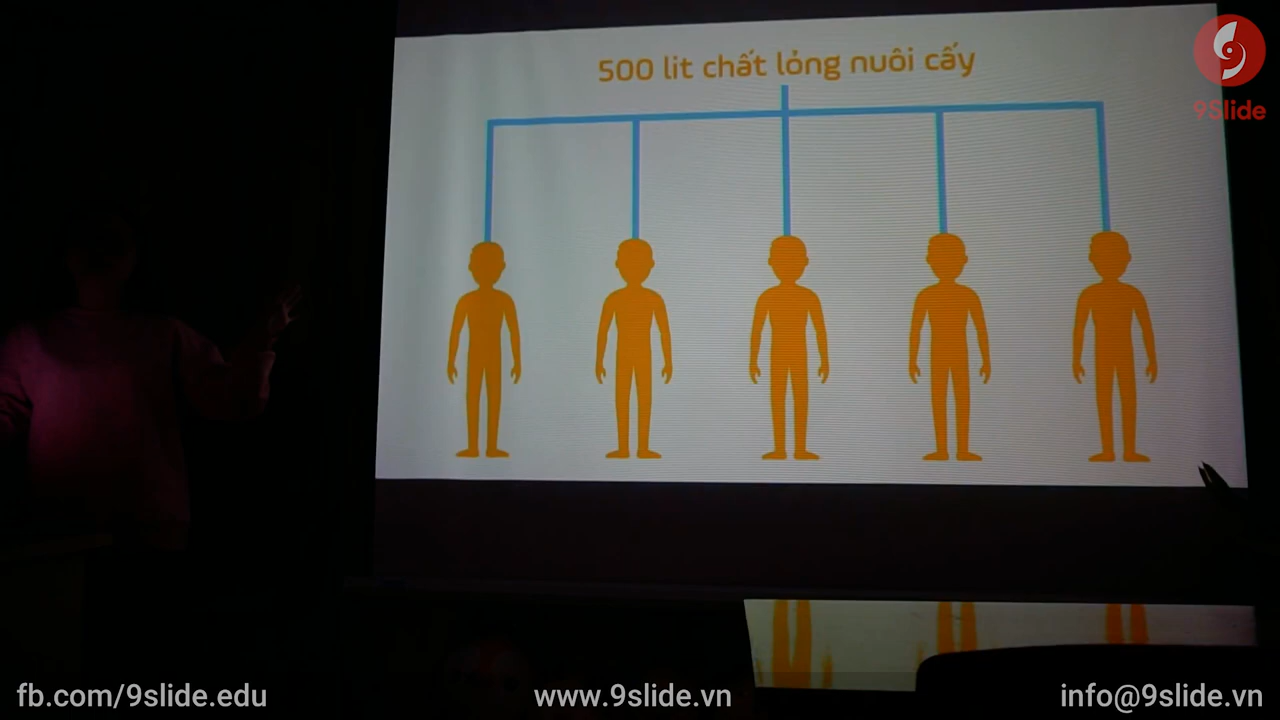 500 lit chất lỏng nuôi cấy
9Slide
fb.com/9slide.edu
www.9slide.vn
info@9slide.vn